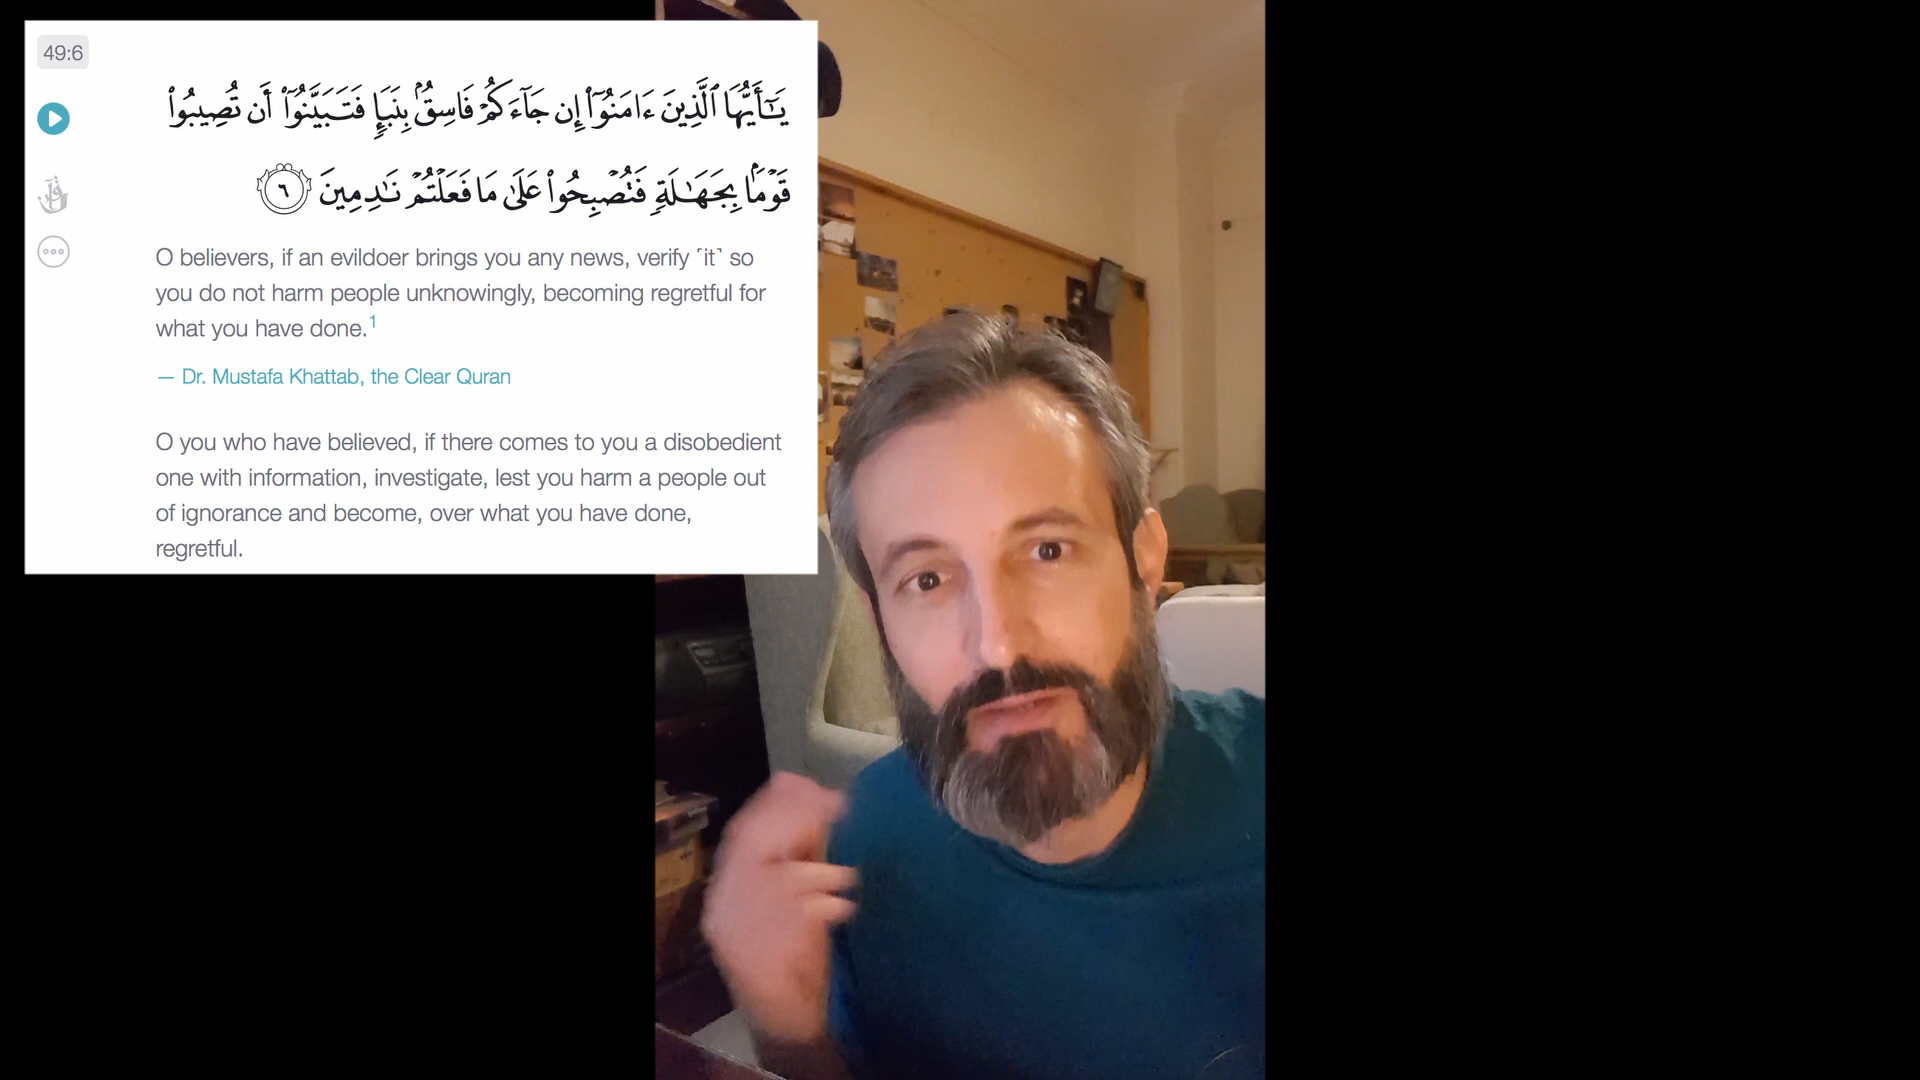 49:6
يَـٰٓأَيُّهَا ٱلَّذِينَ ءَامَنُوٓا۟ إِن جَآءَكُمْ فَاسِقٌۢ بِنَبَإٍۢ فَتَبَيَّنُوٓا۟ أَن تُصِيبُوا۟
قَوْمًۢا بِجَهَـٰلَةٍۢ فَتُصْبِحُوا۟ عَلَىٰ مَا فَعَلْتُمْ نَـٰدِمِينَ ٦
O believers, if an evildoer brings you any news, verify ˹it˺ so
you do not harm people unknowingly, becoming regretful for
what you have done.1
— Dr. Mustafa Khattab, the Clear Quran
O you who have believed, if there comes to you a disobedient
one with information, investigate, lest you harm a people out
of ignorance and become, over what you have done,
regretful.